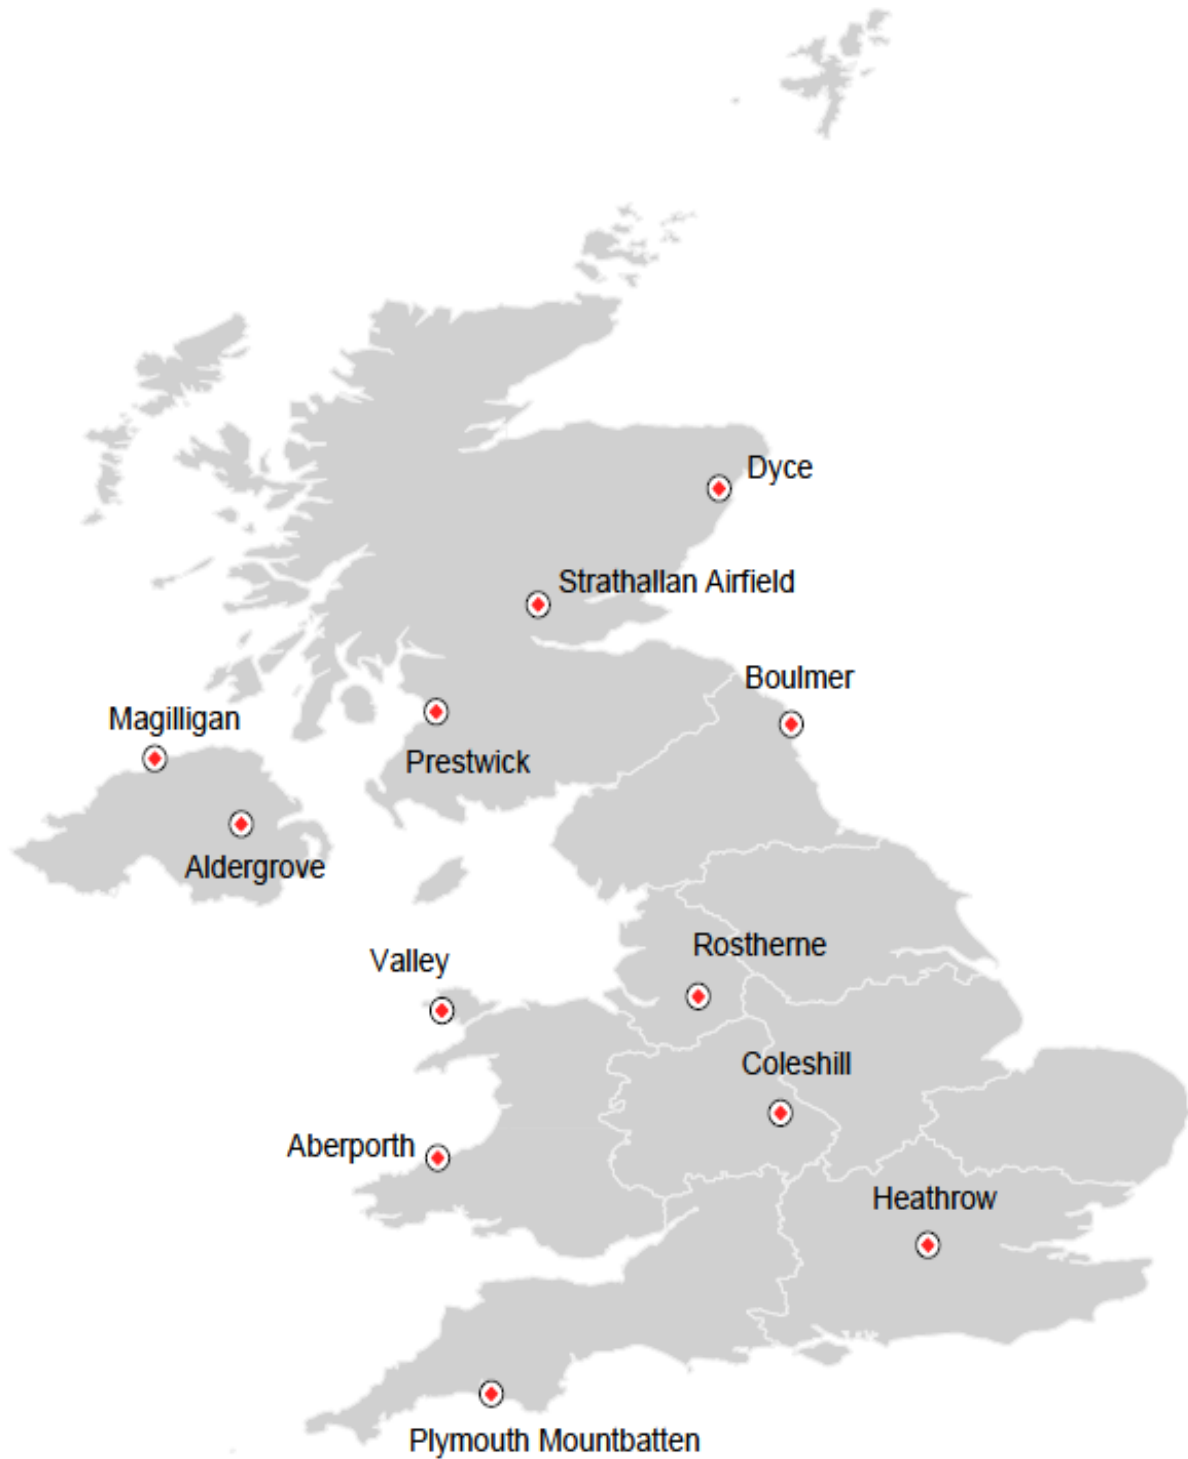 Dyce
Strathallan Airfield
Boulmer
Magilligan
Prestwick
Aldergrove
Rostherne
Valley
Coleshill
Aberporth
Heathrow
Plymouth Mountbatten